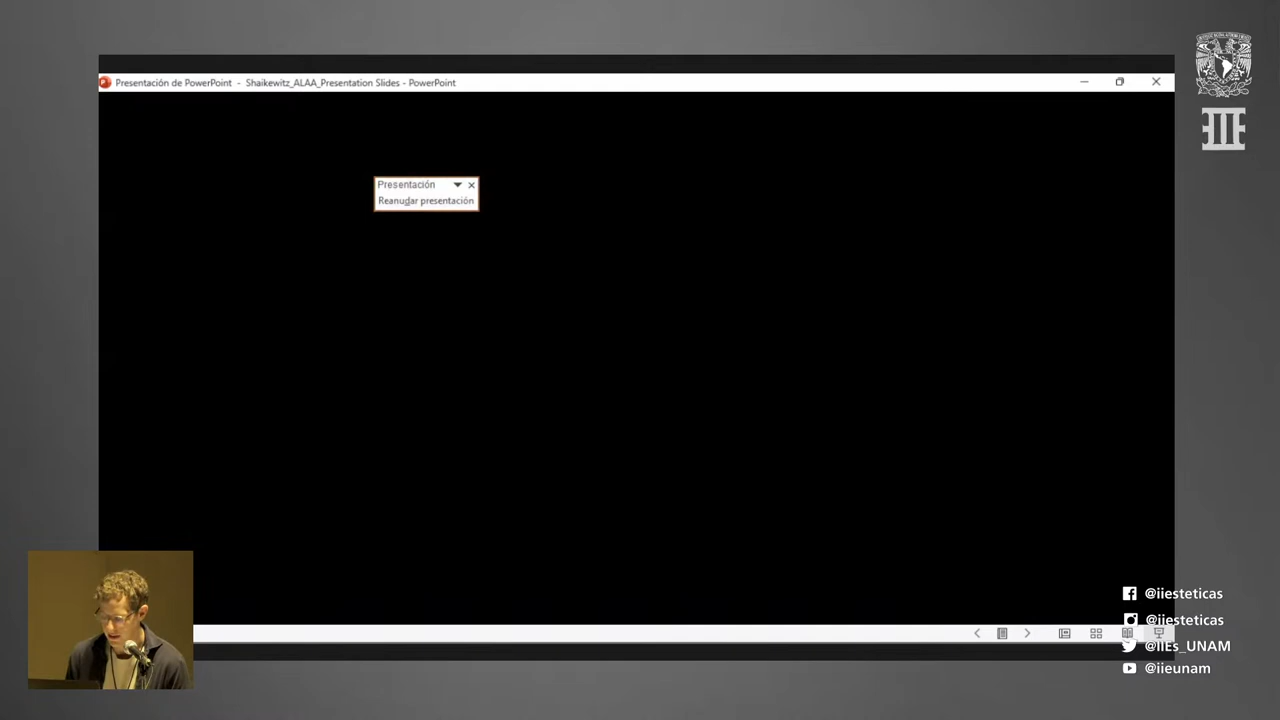 Presentación de PowerPoint - Shaikewitz_ALAA_Presentation Slides - PowerPoint
Presentación
Reanudar presentación
@iiesteticas
@iiesteticas
@IIEs_UNAM
@iieunam